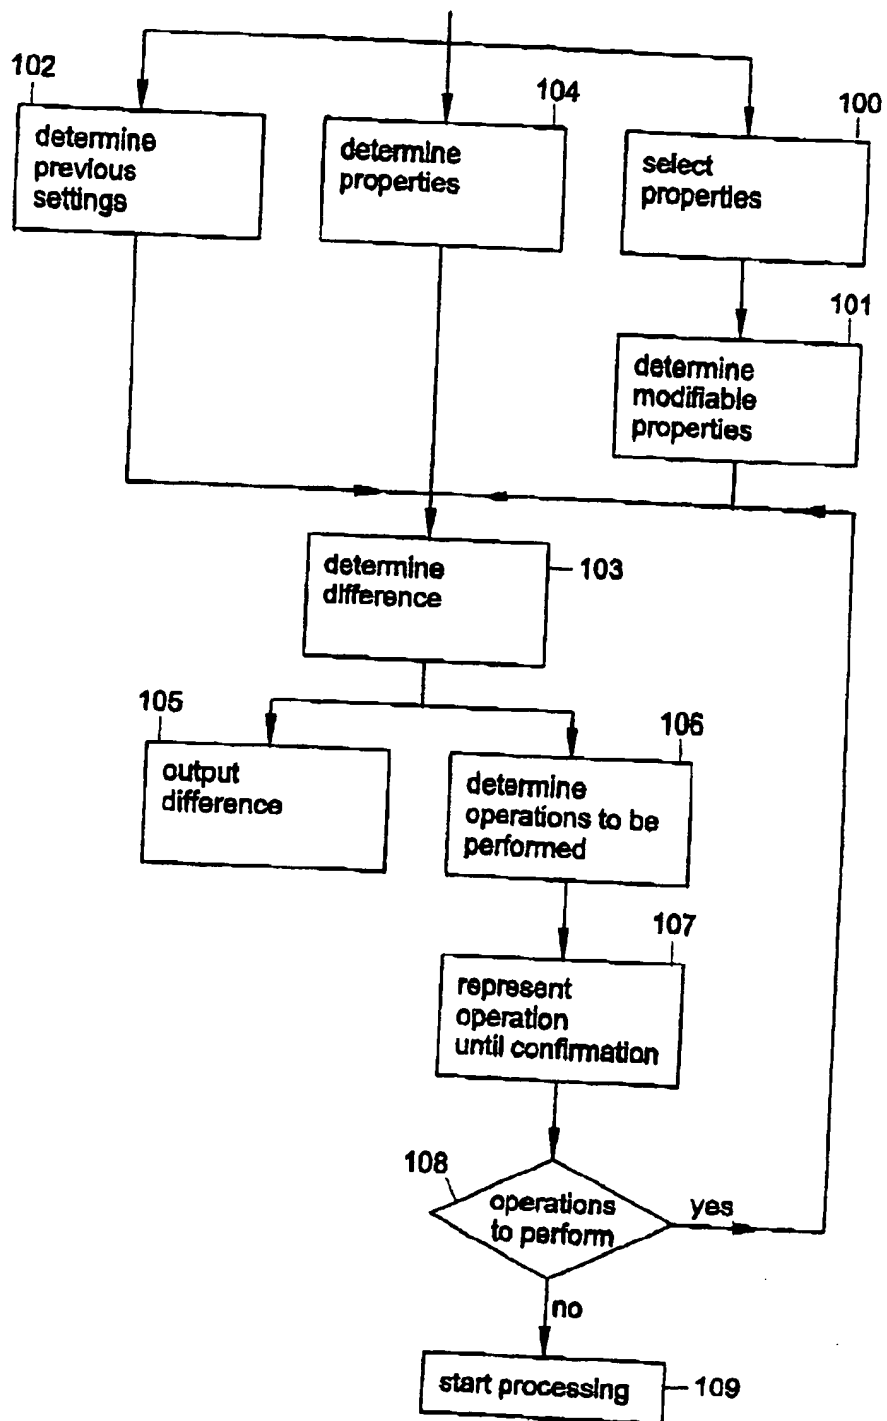 102
determine
previous
settings
104
determine
properties
100
select
properties
101
determine
modifiable
properties
determine
difference
103
105
output
difference
106
determine
operations to be
performed
107
represent
operation
until confirmation
108
operations
to perform
yes
no
start processing
109